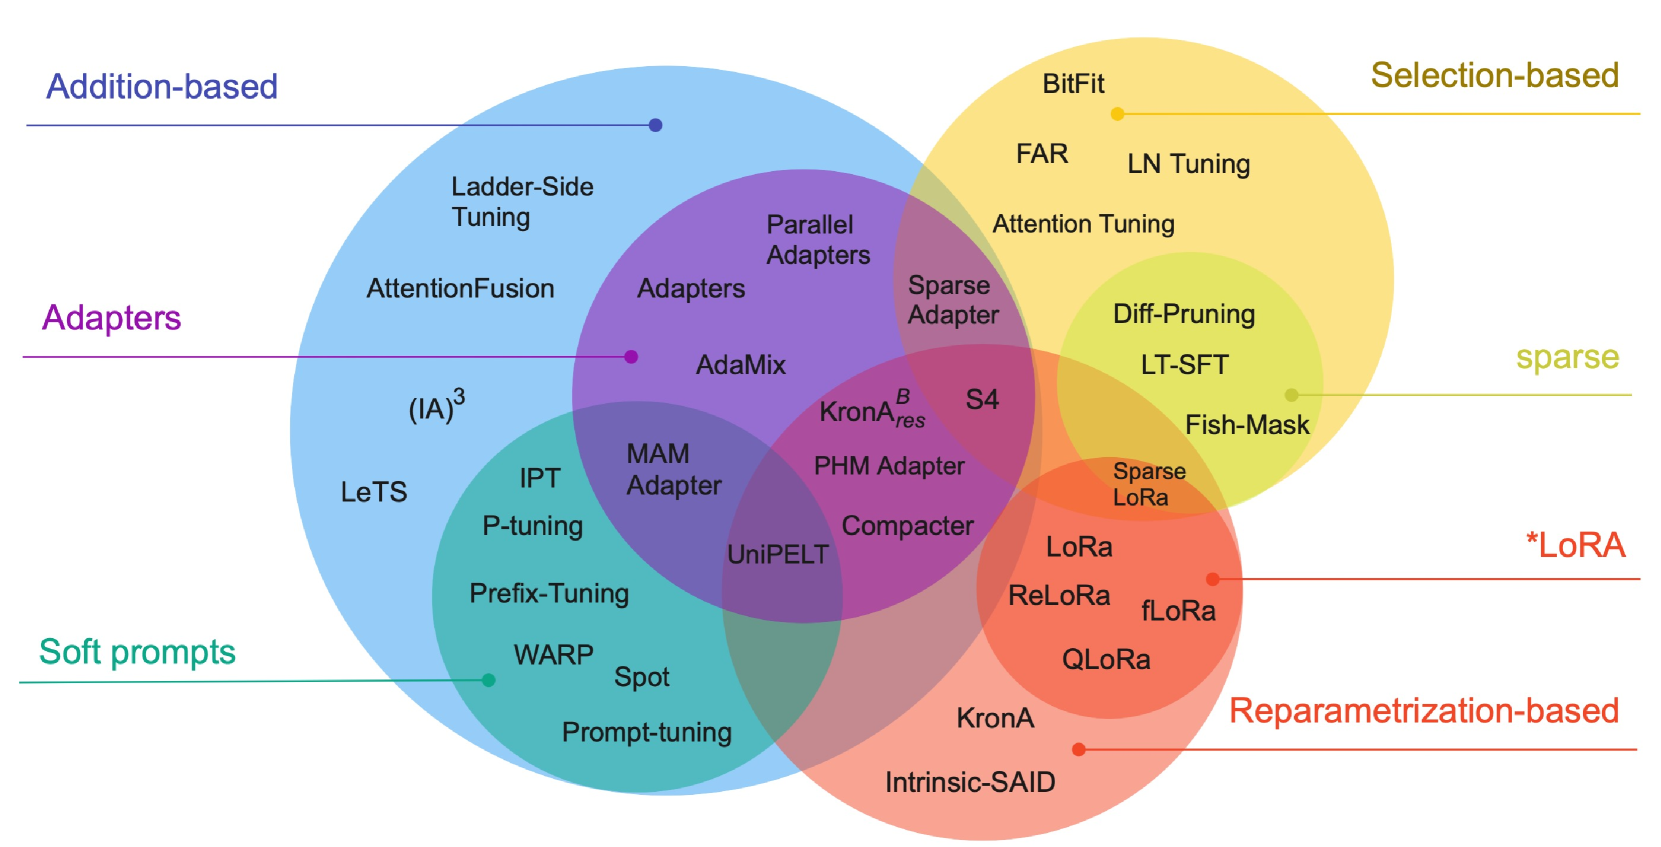 Addition-based
Selection-based
Adapters
sparse
*LoRA
Soft prompts
Reparametrization-based
Ladder-Side
Tuning
AttentionFusion
(IA)³
LeTS
Parallel
Adapters
Adapters
AdaMix
Sparse
Adapter
BitFit
FAR
LN Tuning
Attention Tuning
Diff-Pruning
LT-SFT
Fish-Mask
Sparse
LoRa
S4
KronA^B_res
PHM Adapter
Compacter
MAM
Adapter
UniPELT
IPT
P-tuning
Prefix-Tuning
WARP
Spot
Prompt-tuning
LoRa
ReLoRa
fLoRa
QLoRa
KronA
Intrinsic-SAID